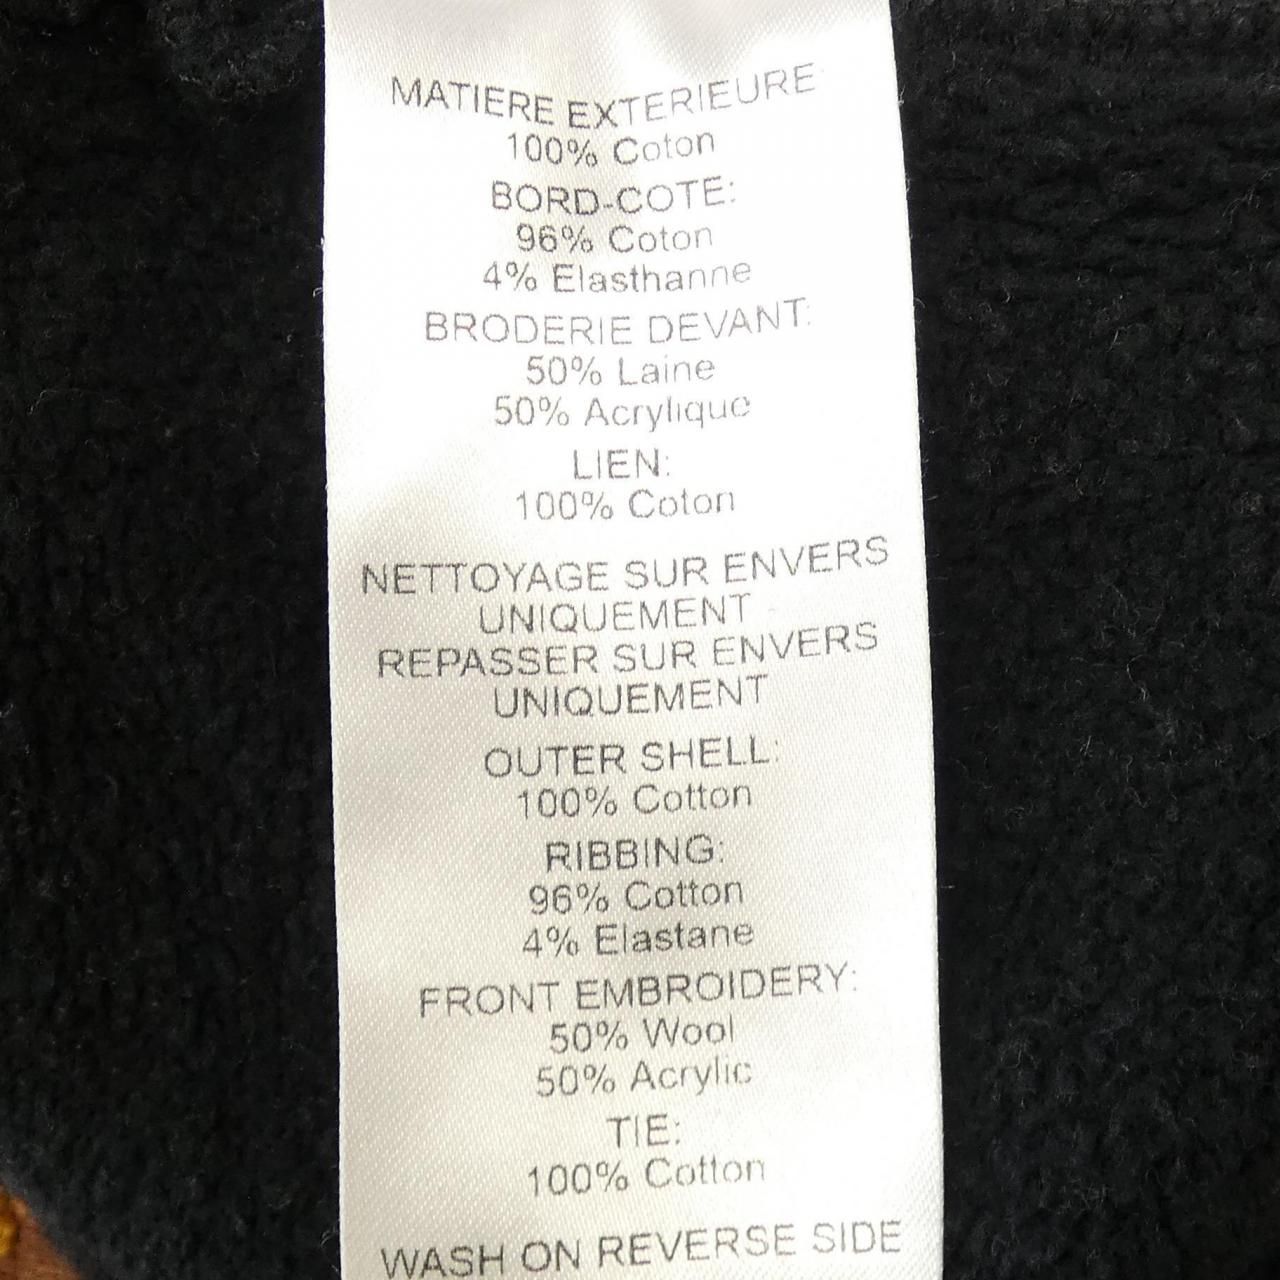 MATIERE EXTERIEURE
100% Coton
BORD-COTE:
96% Coton
4% Elasthanne
BRODERIE DEVANT:
50% Laine
50% Acrylique
LIEN:
100% Coton
NETTOYAGE SUR ENVERS
UNIQUEMENT
REPASSER SUR ENVERS
UNIQUEMENT
OUTER SHELL:
100% Cotton
RIBBING:
96% Cotton
4% Elastane
FRONT EMBROIDERY:
50% Wool
50% Acrylic
TIE:
100% Cotton
WASH ON REVERSE SIDE